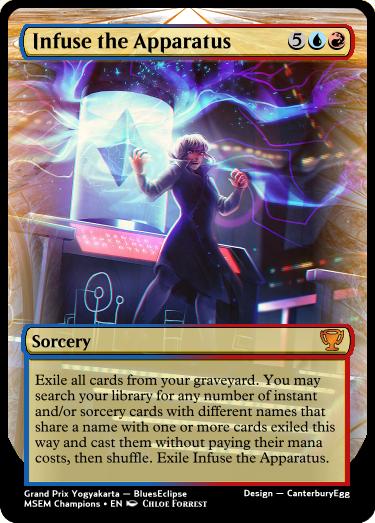 Infuse the Apparatus 5
Sorcery
Exile all cards from your graveyard. You may
search your library for any number of instant
and/or sorcery cards with different names that
share a name with one or more cards exiled this
way and cast them without paying their mana
costs, then shuffle. Exile Infuse the Apparatus.
Grand Prix Yogyakarta — BluesEclipse
Design — CanterburyEgg
MSEM Champions • EN Chloe Forrest